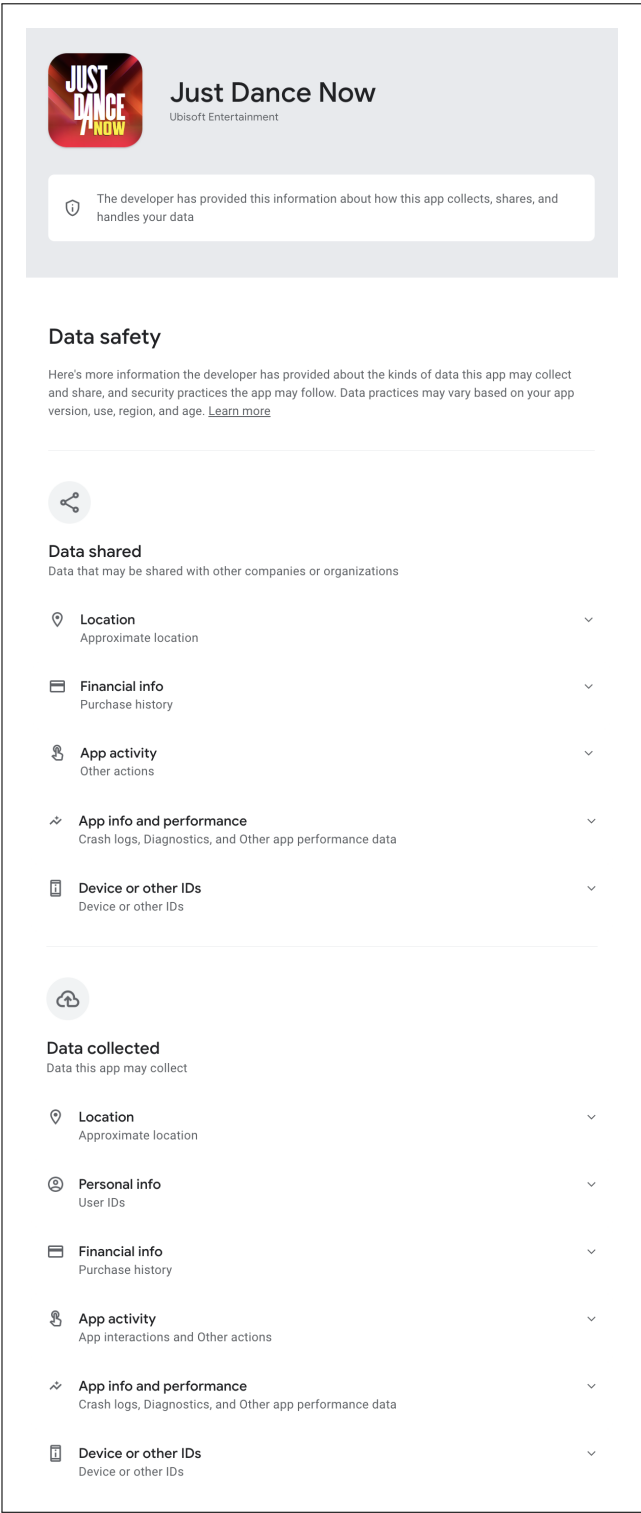 JUST
DANCE
NOW
Just Dance Now
Ubisoft Entertainment
The developer has provided this information about how this app collects, shares, and
handles your data
Data safety
Here's more information the developer has provided about the kinds of data this app may collect
and share, and security practices the app may follow. Data practices may vary based on your app
version, use, region, and age. Learn more
Data shared
Data that may be shared with other companies or organizations
Location
Approximate location
Financial info
Purchase history
App activity
Other actions
App info and performance
Crash logs, Diagnostics, and Other app performance data
Device or other IDs
Device or other IDs
Data collected
Data this app may collect
Location
Approximate location
Personal info
User IDs
Financial info
Purchase history
App activity
App interactions and Other actions
App info and performance
Crash logs, Diagnostics, and Other app performance data
Device or other IDs
Device or other IDs